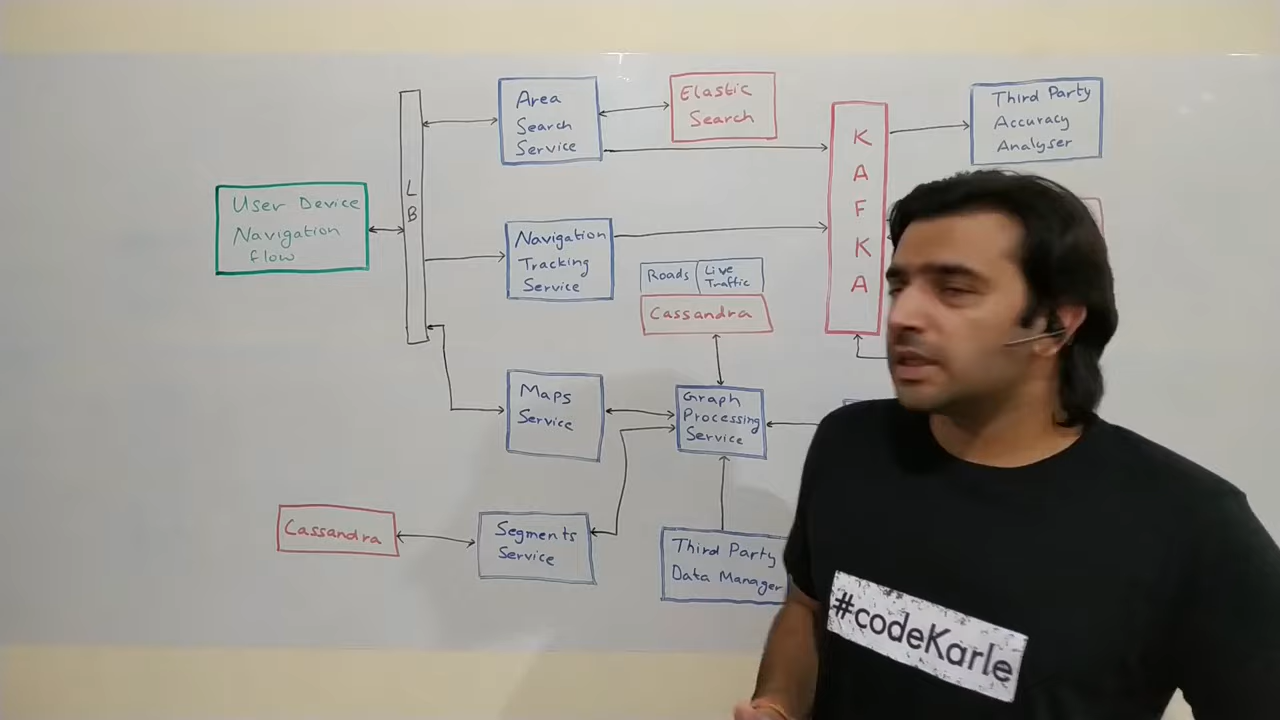 Area
Search
Service
Elastic
Search
Third Party
Accuracy
Analyser
K
A
F
K
A
L
B
User Device
Navigation
flow
Navigation
Tracking
Service
Roads
Live
Traffic
Cassandra
Maps
Service
Graph
Processing
Service
Cassandra
Segments
Service
Third Party
Data Manager
#codeKarle